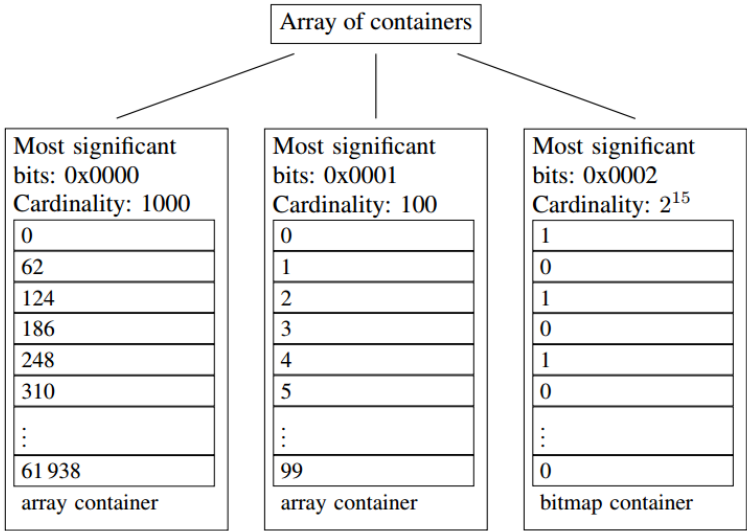 Array of containers
Most significant
bits: 0x0000
Cardinality: 1000
0
62
124
186
248
310
⋮
61 938
array container
Most significant
bits: 0x0001
Cardinality: 100
0
1
2
3
4
5
⋮
99
array container
Most significant
bits: 0x0002
Cardinality: 2¹⁵
1
0
1
0
1
0
⋮
0
bitmap container